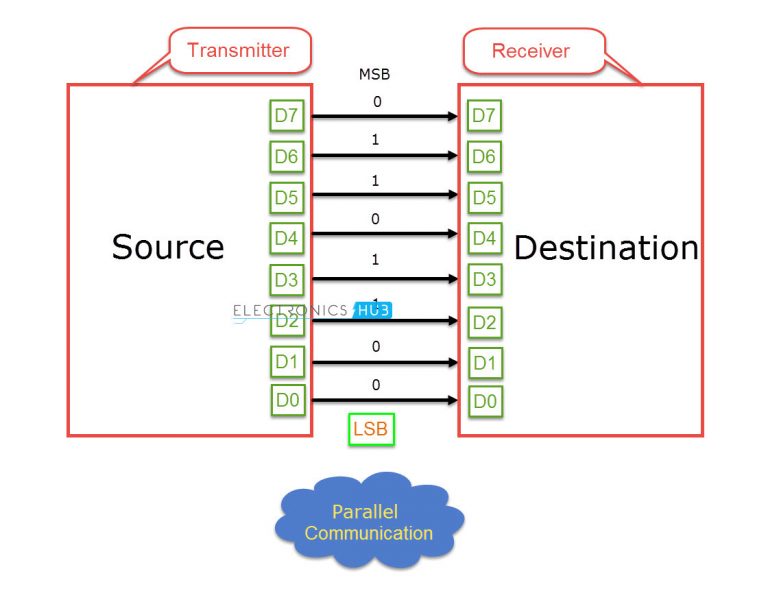 Transmitter
Receiver
MSB
D7 0 D7
D6 1 D6
D5 1 D5
D4 0 D4
Source
Destination
D3 1 D3
ELECTRONICS HUB
D2 1 D2
D1 0 D1
D0 0 D0
LSB
Parallel
Communication